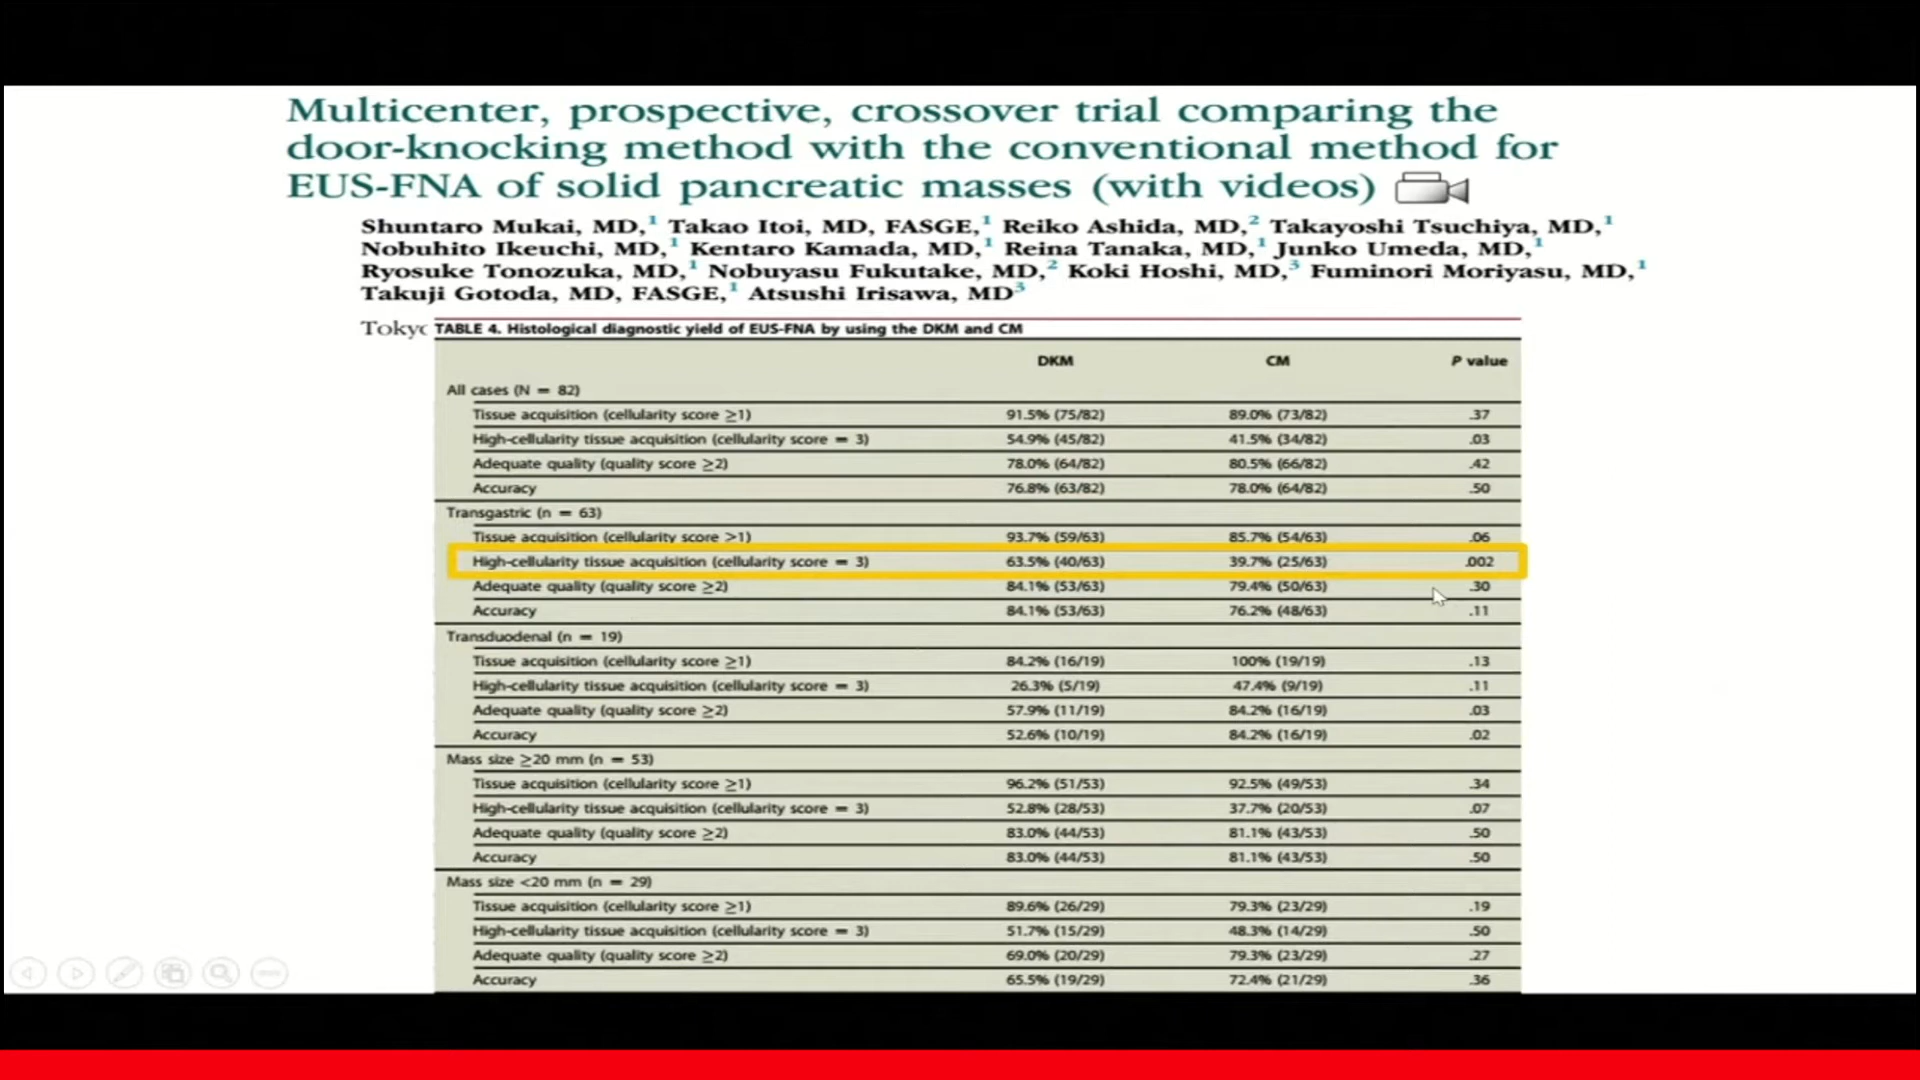 Multicenter, prospective, crossover trial comparing the
door-knocking method with the conventional method for
EUS-FNA of solid pancreatic masses (with videos)
Shuntaro Mukai, MD,1 Takao Itoi, MD, FASGE,1 Reiko Ashida, MD,2 Takayoshi Tsuchiya, MD,1
Nobuhito Ikeuchi, MD,1 Kentaro Kamada, MD,1 Reina Tanaka, MD,1 Junko Umeda, MD,1
Ryosuke Tonozuka, MD,1 Nobuyasu Fukutake, MD,2 Koki Hoshi, MD,3 Fuminori Moriyasu, MD,1
Takuji Gotoda, MD, FASGE,1 Atsushi Irisawa, MD3
Tokyo TABLE 4. Histological diagnostic yield of EUS-FNA by using the DKM and CM
DKM CM P value
All cases (N = 82)
Tissue acquisition (cellularity score ≥1) 91.5% (75/82) 89.0% (73/82) .37
High-cellularity tissue acquisition (cellularity score = 3) 54.9% (45/82) 41.5% (34/82) .03
Adequate quality (quality score ≥2) 78.0% (64/82) 80.5% (66/82) .42
Accuracy 76.8% (63/82) 78.0% (64/82) .50
Transgastric (n = 63)
Tissue acquisition (cellularity score >1) 93.7% (59/63) 85.7% (54/63) .06
High-cellularity tissue acquisition (cellularity score = 3) 63.5% (40/63) 39.7% (25/63) .002
Adequate quality (quality score ≥2) 84.1% (53/63) 79.4% (50/63) .30
Accuracy 84.1% (53/63) 76.2% (48/63) .11
Transduodenal (n = 19)
Tissue acquisition (cellularity score ≥1) 84.2% (16/19) 100% (19/19) .13
High-cellularity tissue acquisition (cellularity score = 3) 26.3% (5/19) 47.4% (9/19) .11
Adequate quality (quality score ≥2) 57.9% (11/19) 84.2% (16/19) .03
Accuracy 52.6% (10/19) 84.2% (16/19) .02
Mass size ≥20 mm (n = 53)
Tissue acquisition (cellularity score ≥1) 96.2% (51/53) 92.5% (49/53) .34
High-cellularity tissue acquisition (cellularity score = 3) 52.8% (28/53) 37.7% (20/53) .07
Adequate quality (quality score ≥2) 83.0% (44/53) 81.1% (43/53) .50
Accuracy 83.0% (44/53) 81.1% (43/53) .50
Mass size <20 mm (n = 29)
Tissue acquisition (cellularity score ≥1) 89.6% (26/29) 79.3% (23/29) .19
High-cellularity tissue acquisition (cellularity score = 3) 51.7% (15/29) 48.3% (14/29) .50
Adequate quality (quality score ≥2) 69.0% (20/29) 79.3% (23/29) .27
Accuracy 65.5% (19/29) 72.4% (21/29) .36